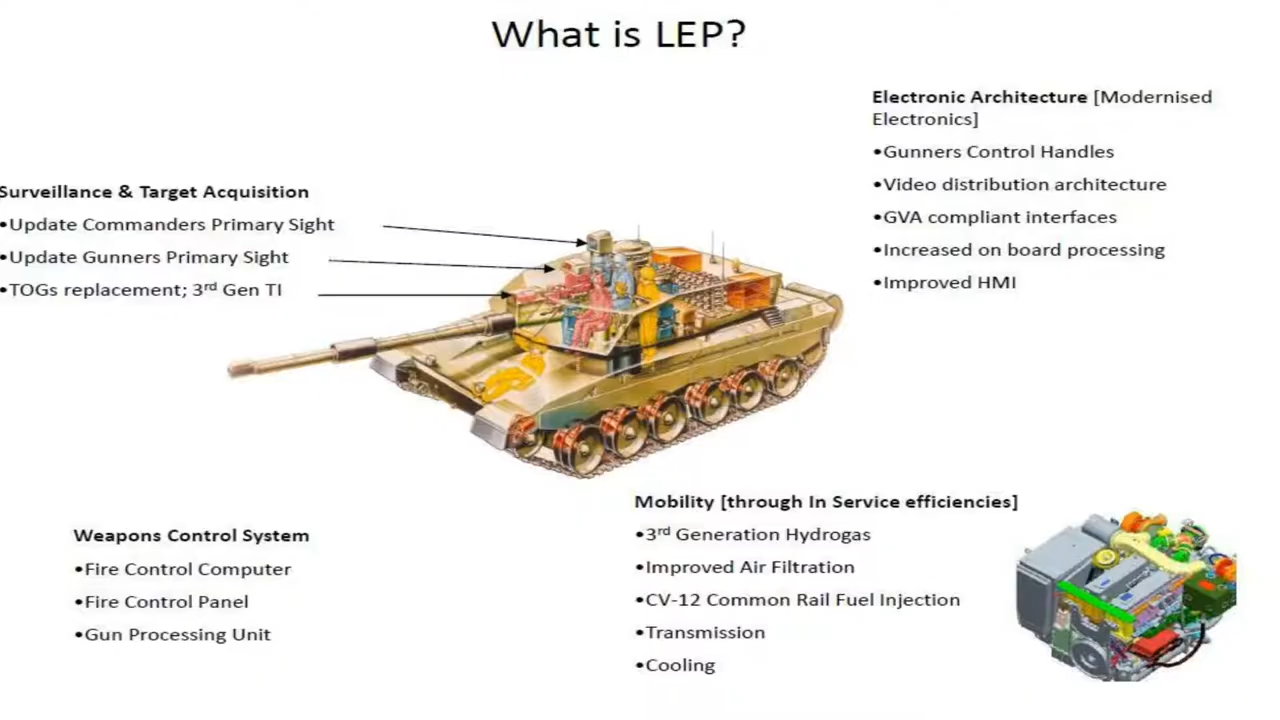 What is LEP?
Electronic Architecture [Modernised
Electronics]
•Gunners Control Handles
•Video distribution architecture
•GVA compliant interfaces
•Increased on board processing
•Improved HMI
Surveillance & Target Acquisition
•Update Commanders Primary Sight
•Update Gunners Primary Sight
•TOGs replacement; 3rd Gen TI
Mobility [through In Service efficiencies]
•3rd Generation Hydrogas
•Improved Air Filtration
•CV-12 Common Rail Fuel Injection
•Transmission
•Cooling
Weapons Control System
•Fire Control Computer
•Fire Control Panel
•Gun Processing Unit